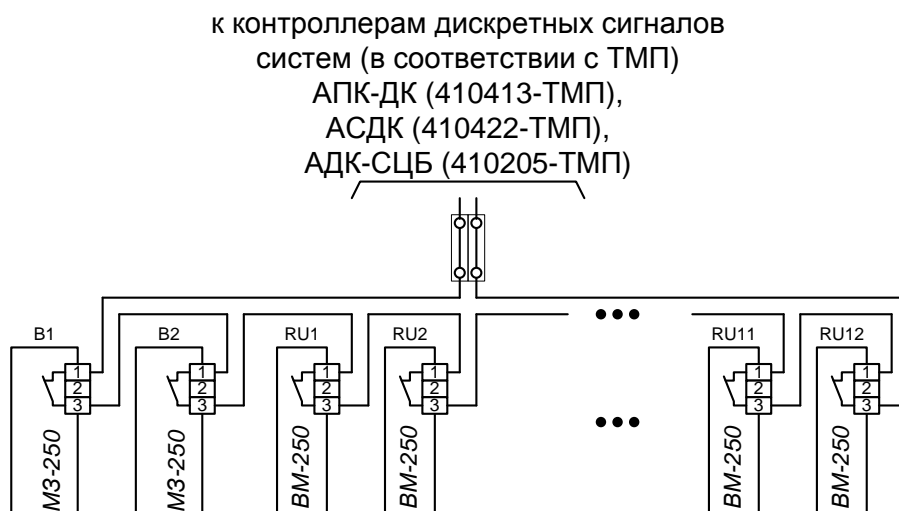 к контроллерам дискретных сигналов
систем (в соответствии с ТМП)
АПК-ДК (410413-ТМП),
АСДК (410422-ТМП),
АДК-СЦБ (410205-ТМП)
B1 B2 RU1 RU2 RU11 RU12
1 1 1 1 1 1
2 2 2 2 2 2
3 3 3 3 3 3
МЗ-250 МЗ-250 ВМ-250 ВМ-250 ВМ-250 ВМ-250